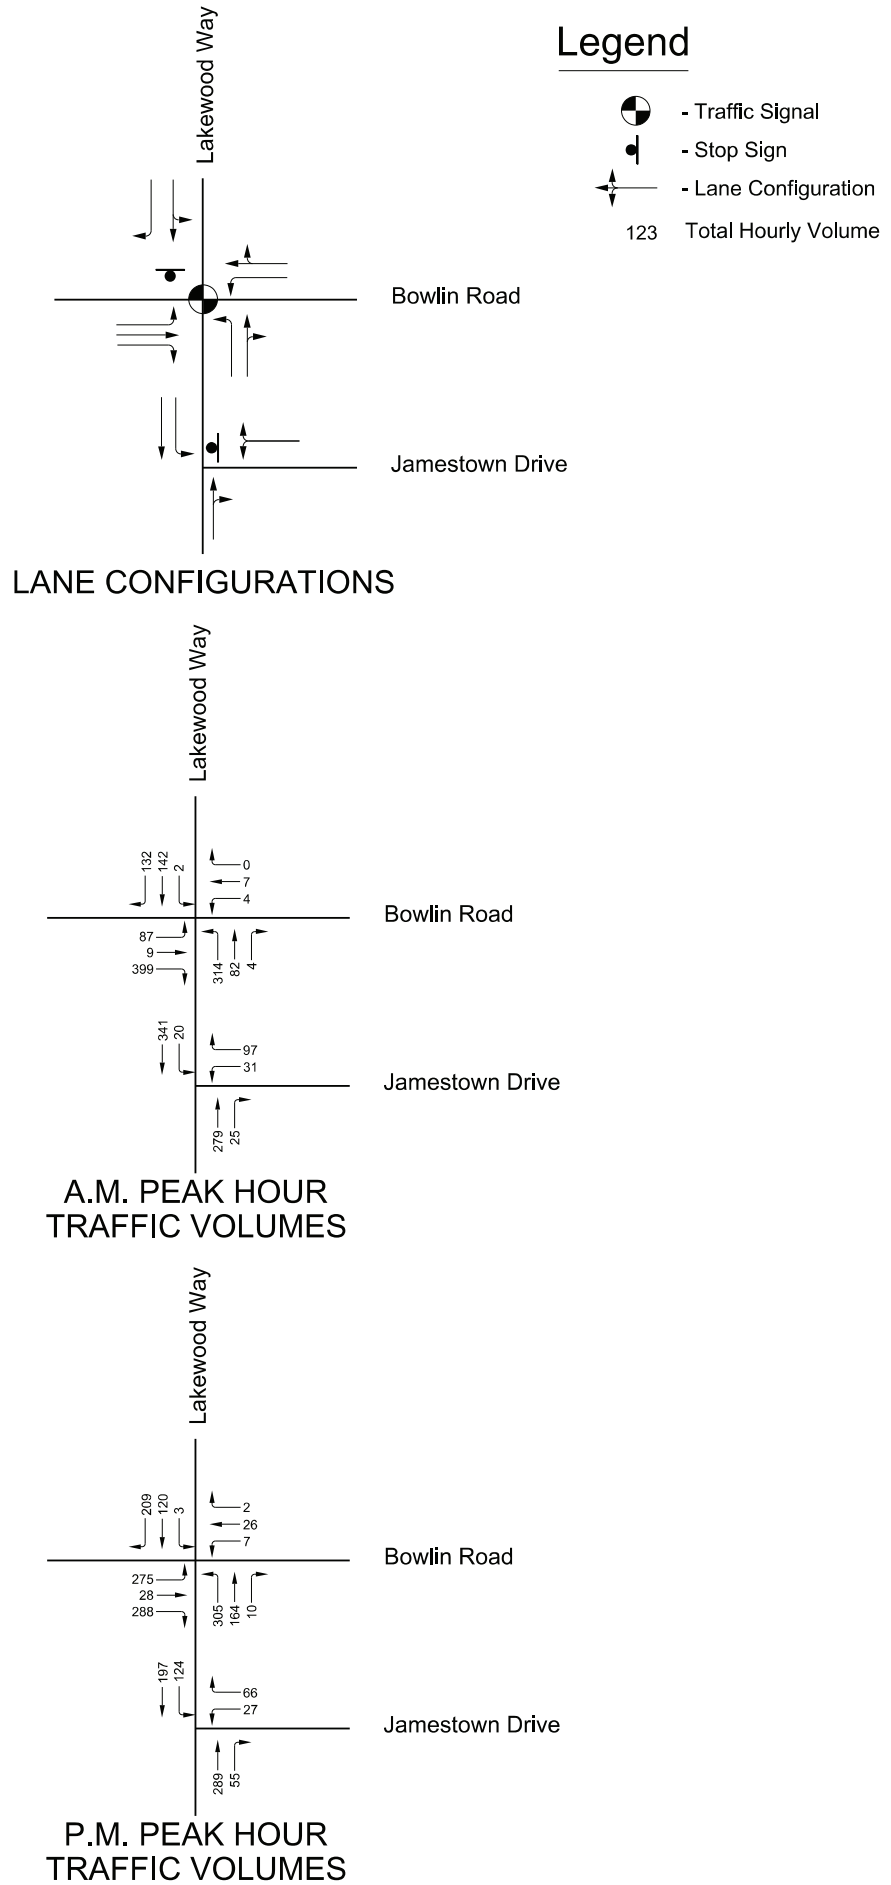 Lakewood Way
Legend
- Traffic Signal
- Stop Sign
- Lane Configuration
123 Total Hourly Volume
Bowlin Road
Jamestown Drive
LANE CONFIGURATIONS
Lakewood Way
132
142
2
0
7
4
Bowlin Road
87
9
399
314
82
4
341
20
97
31
Jamestown Drive
279
25
A.M. PEAK HOUR
TRAFFIC VOLUMES
Lakewood Way
209
120
3
2
26
7
Bowlin Road
275
28
288
305
164
10
197
124
66
27
Jamestown Drive
289
55
P.M. PEAK HOUR
TRAFFIC VOLUMES